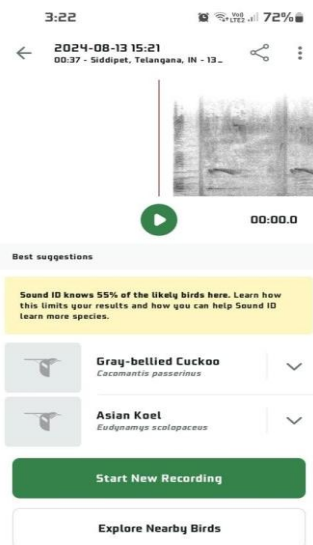 3:22
Vo))
LTE2
72%
2024-08-13 15:21
00:37 - Siddipet, Telangana, IN - 13…
00:00.0
Best suggestions
Sound ID knows 55% of the likely birds here. Learn how
this limits your results and how you can help Sound ID
learn more species.
Gray-bellied Cuckoo
Cacomantis passerinus
Asian Koel
Eudynamys scolopaceus
Start New Recording
Explore Nearby Birds